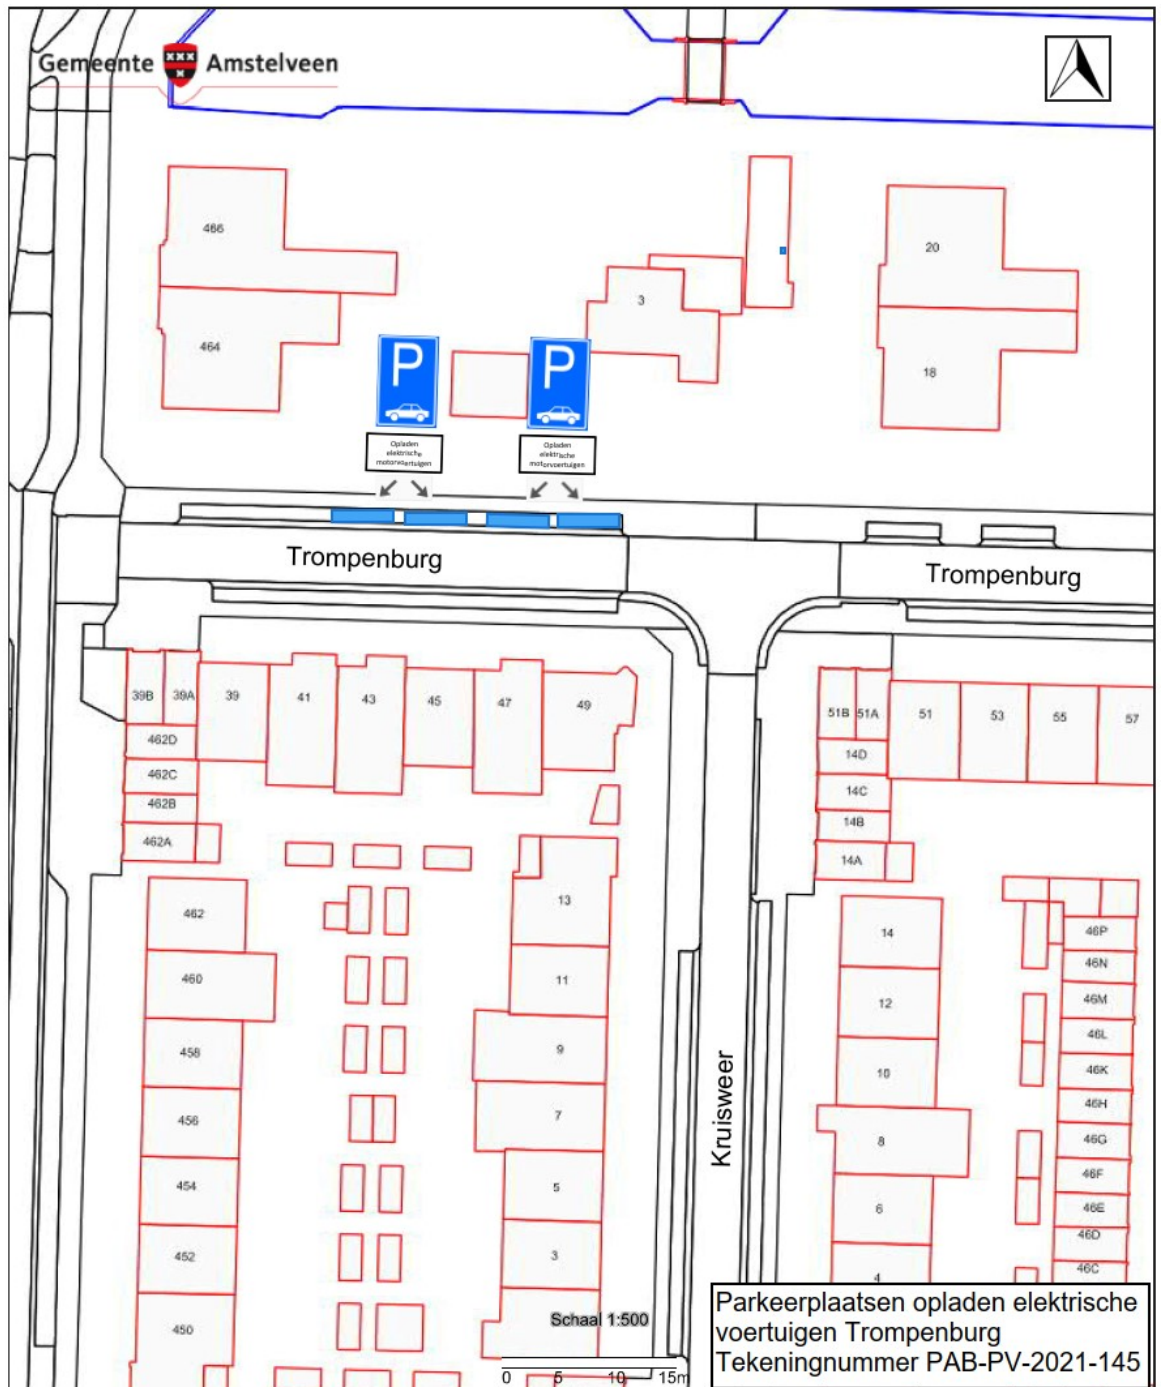 Gemeente Amstelveen
xxx
x
466
20
3
464
18
P
P
Opladen
elektrische
motorvoertuigen
Opladen
elektrische
motorvoertuigen
Trompenburg
Trompenburg
39B
39A
39
41
43
45
47
49
51B
51A
51
53
55
57
462D
462C
462B
462A
14D
14C
14B
14A
462
460
458
456
454
452
450
13
11
9
7
5
3
Kruisweer
14
12
10
8
6
4
46P
46N
46M
46L
46K
46H
46G
46F
46E
46D
46C
Schaal 1:500
0 5 10 15m
Parkeerplaatsen opladen elektrische
voertuigen Trompenburg
Tekeningnummer PAB-PV-2021-145